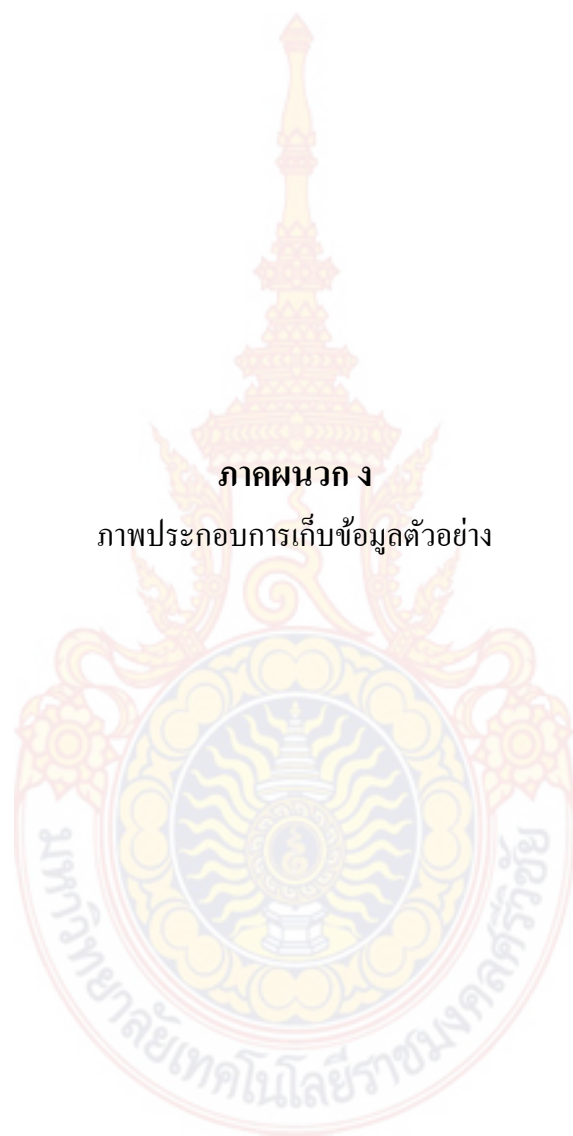 ภาคผนวก ง
ภาพประกอบการเก็บข้อมูลตัวอย่าง
มหาวิทยาลัยเทคโนโลยีราชมงคลศรีวิชัย